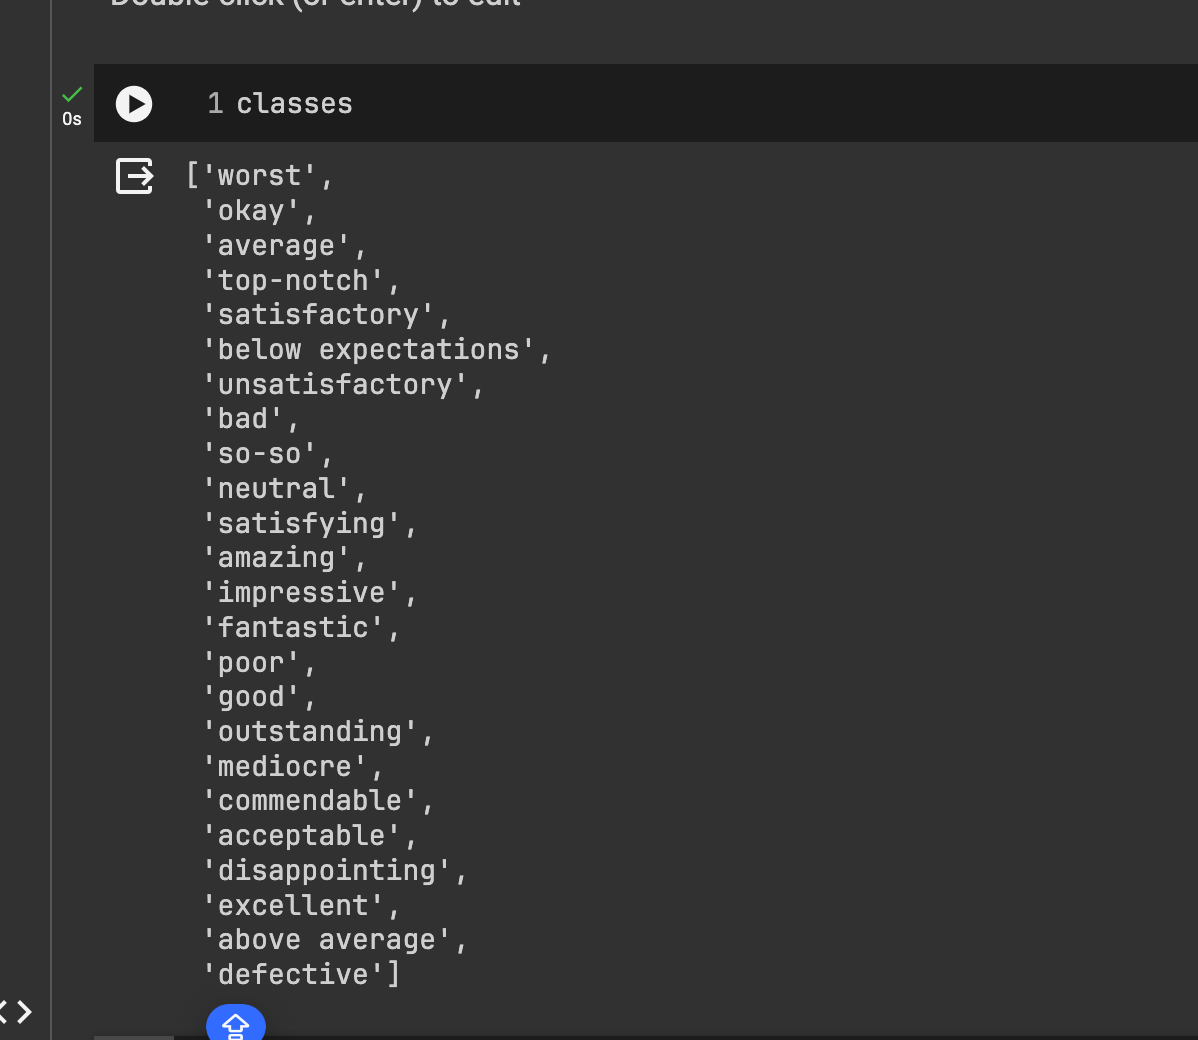 Double-click (or enter) to edit
0s
1 classes
['worst',
'okay',
'average',
'top-notch',
'satisfactory',
'below expectations',
'unsatisfactory',
'bad',
'so-so',
'neutral',
'satisfying',
'amazing',
'impressive',
'fantastic',
'poor',
'good',
'outstanding',
'mediocre',
'commendable',
'acceptable',
'disappointing',
'excellent',
'above average',
'defective']